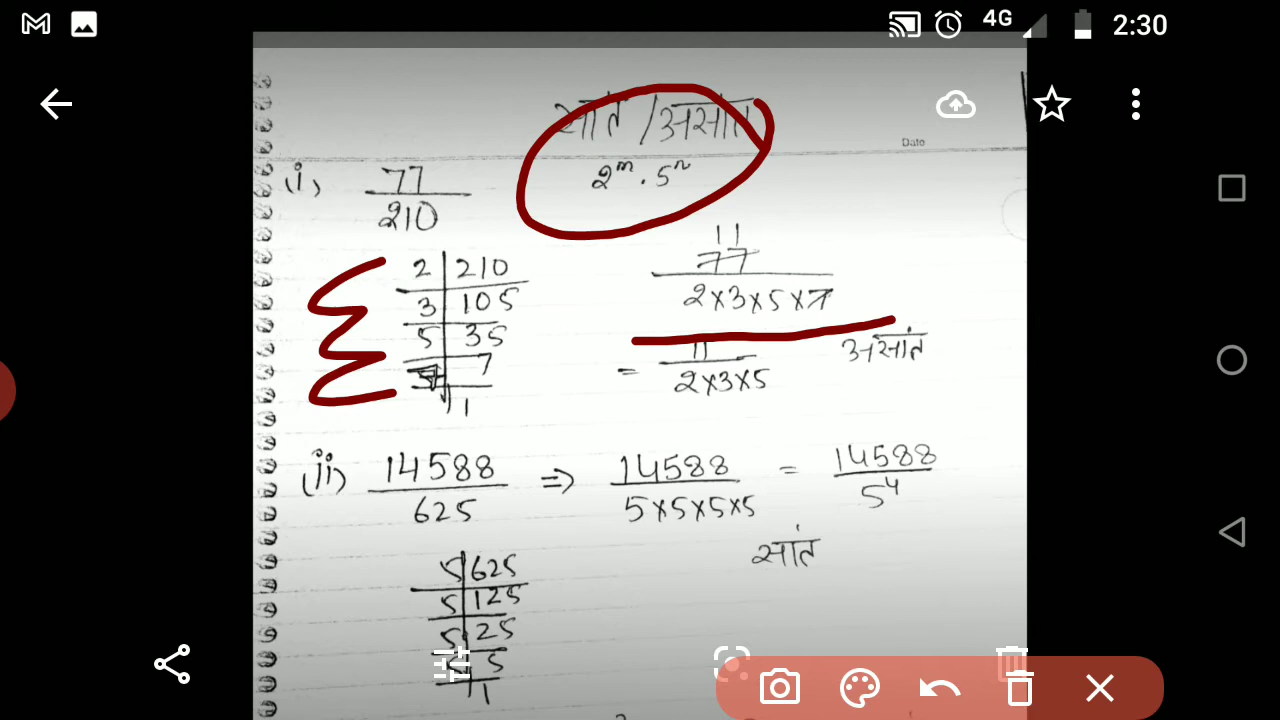 4G 2:30
सांत / असांत
Date
2ᵐ . 5ⁿ
(i) 77
210
2 | 210
3 | 105
5 | 35
7 | 7
1
11
77
2×3×5×7
असांत
= 11
2×3×5
(ii) 14588
625
=> 14588
5×5×5×5
= 14588
5⁴
सांत
5 | 625
5 | 125
5 | 25
5 | 5
1